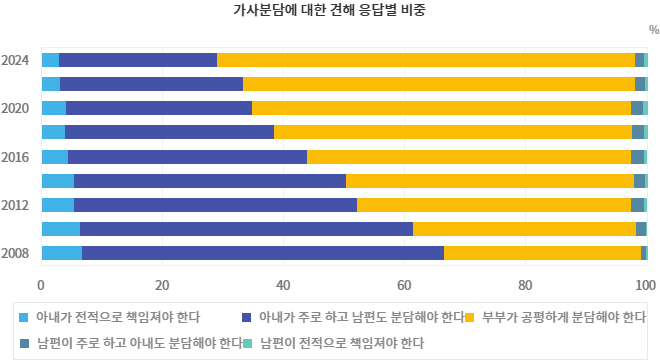 가사분담에 대한 견해 응답별 비중
%
2024
2020
2016
2012
2008
0 20 40 60 80 100
아내가 전적으로 책임져야 한다 아내가 주로 하고 남편도 분담해야 한다 부부가 공평하게 분담해야 한다
남편이 주로 하고 아내도 분담해야 한다 남편이 전적으로 책임져야 한다